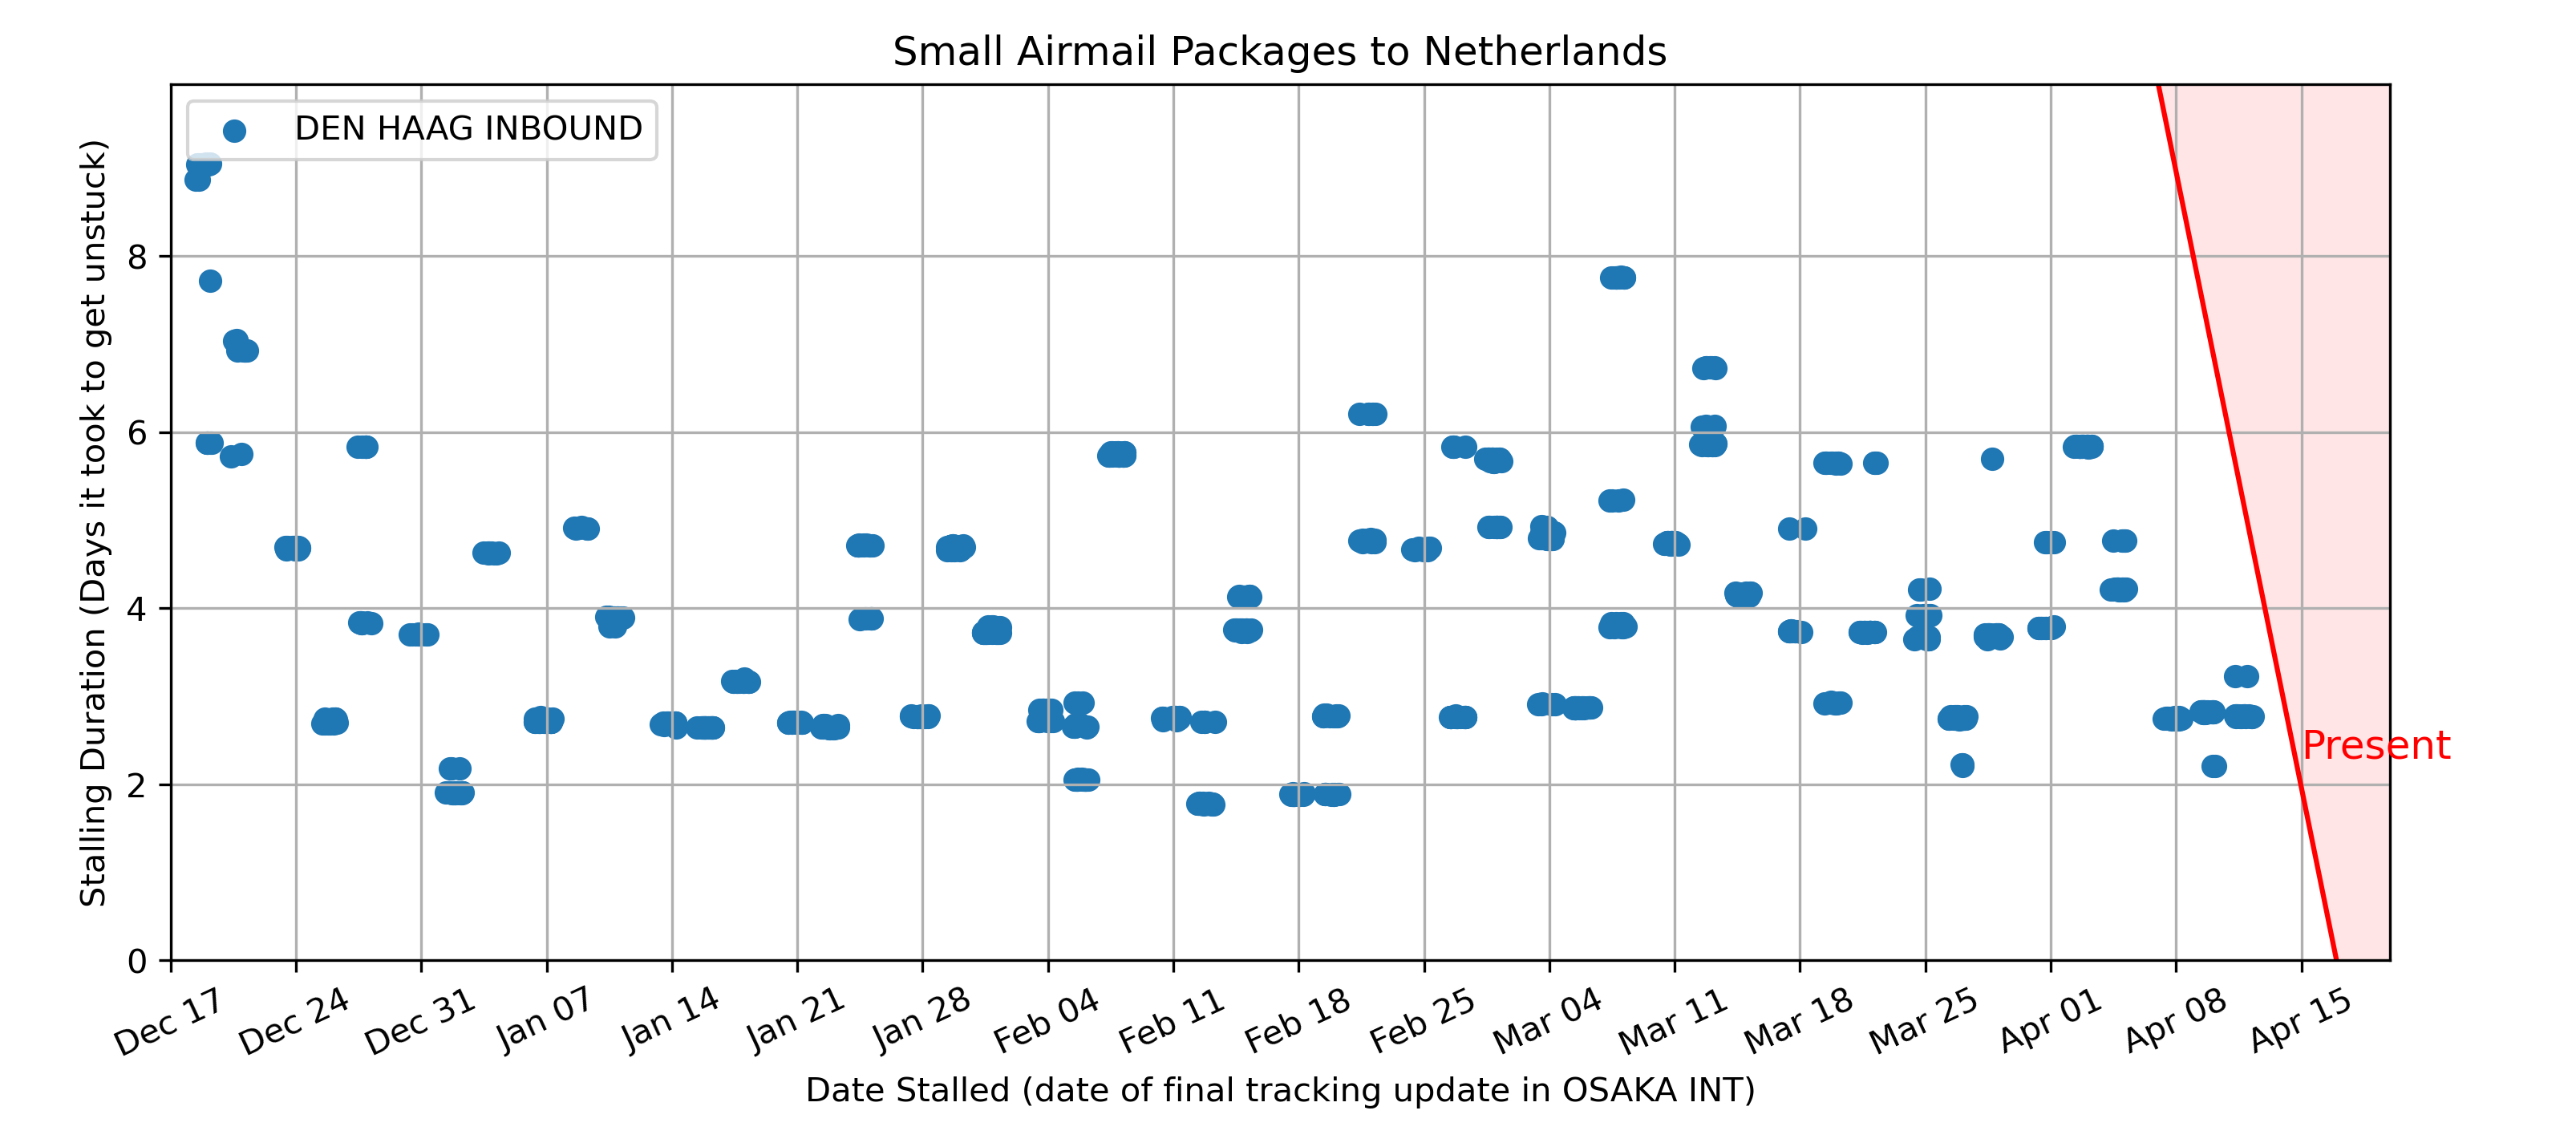 Small Airmail Packages to Netherlands
DEN HAAG INBOUND
Stalling Duration (Days it took to get unstuck)
8
6
4
2
0
Present
Dec 17 Dec 24 Dec 31 Jan 07 Jan 14 Jan 21 Jan 28 Feb 04 Feb 11 Feb 18 Feb 25 Mar 04 Mar 11 Mar 18 Mar 25 Apr 01 Apr 08 Apr 15
Date Stalled (date of final tracking update in OSAKA INT)